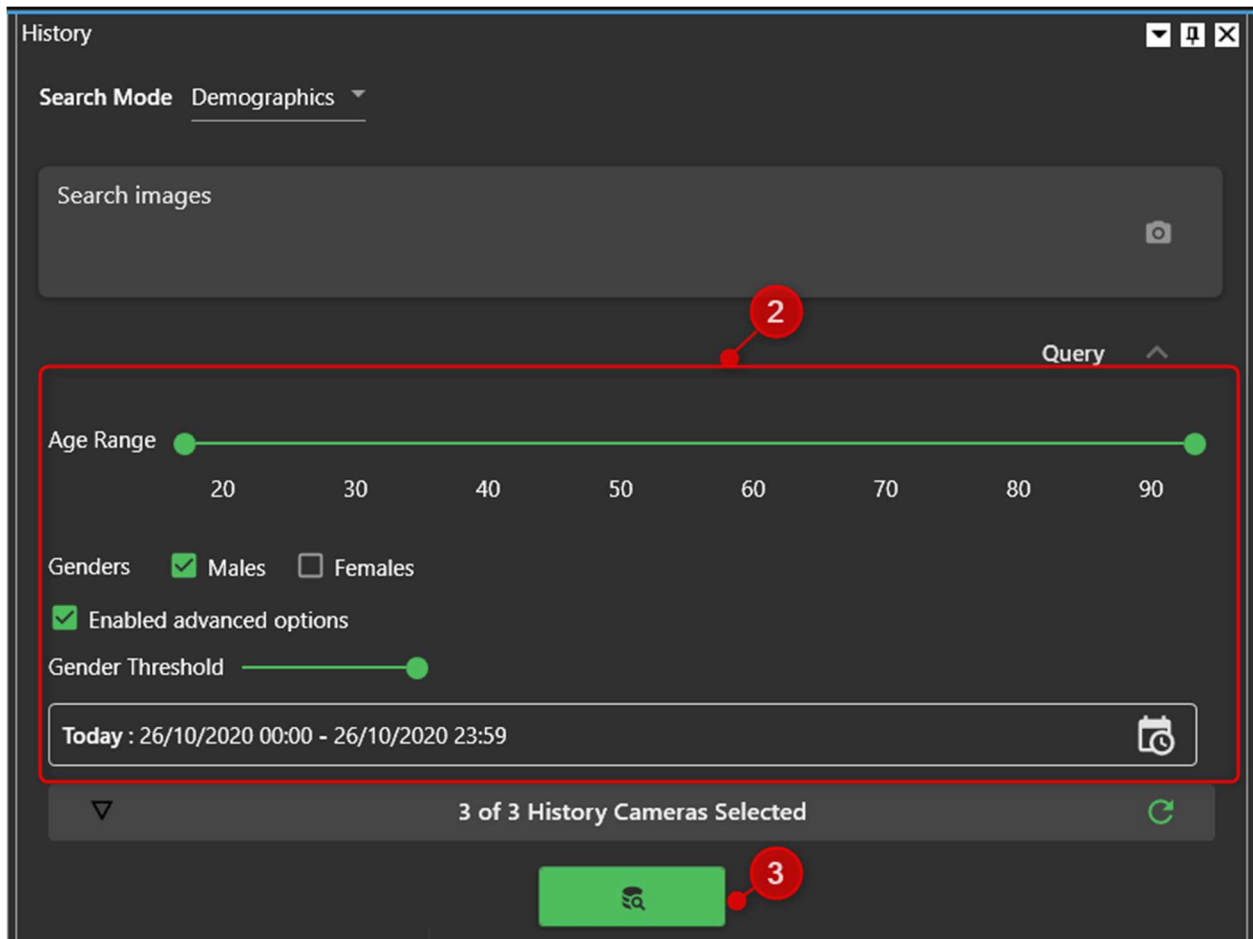 History
Search Mode Demographics
Search images
2
Query
Age Range
20 30 40 50 60 70 80 90
Genders Males Females
Enabled advanced options
Gender Threshold
Today : 26/10/2020 00:00 - 26/10/2020 23:59
3 of 3 History Cameras Selected
3